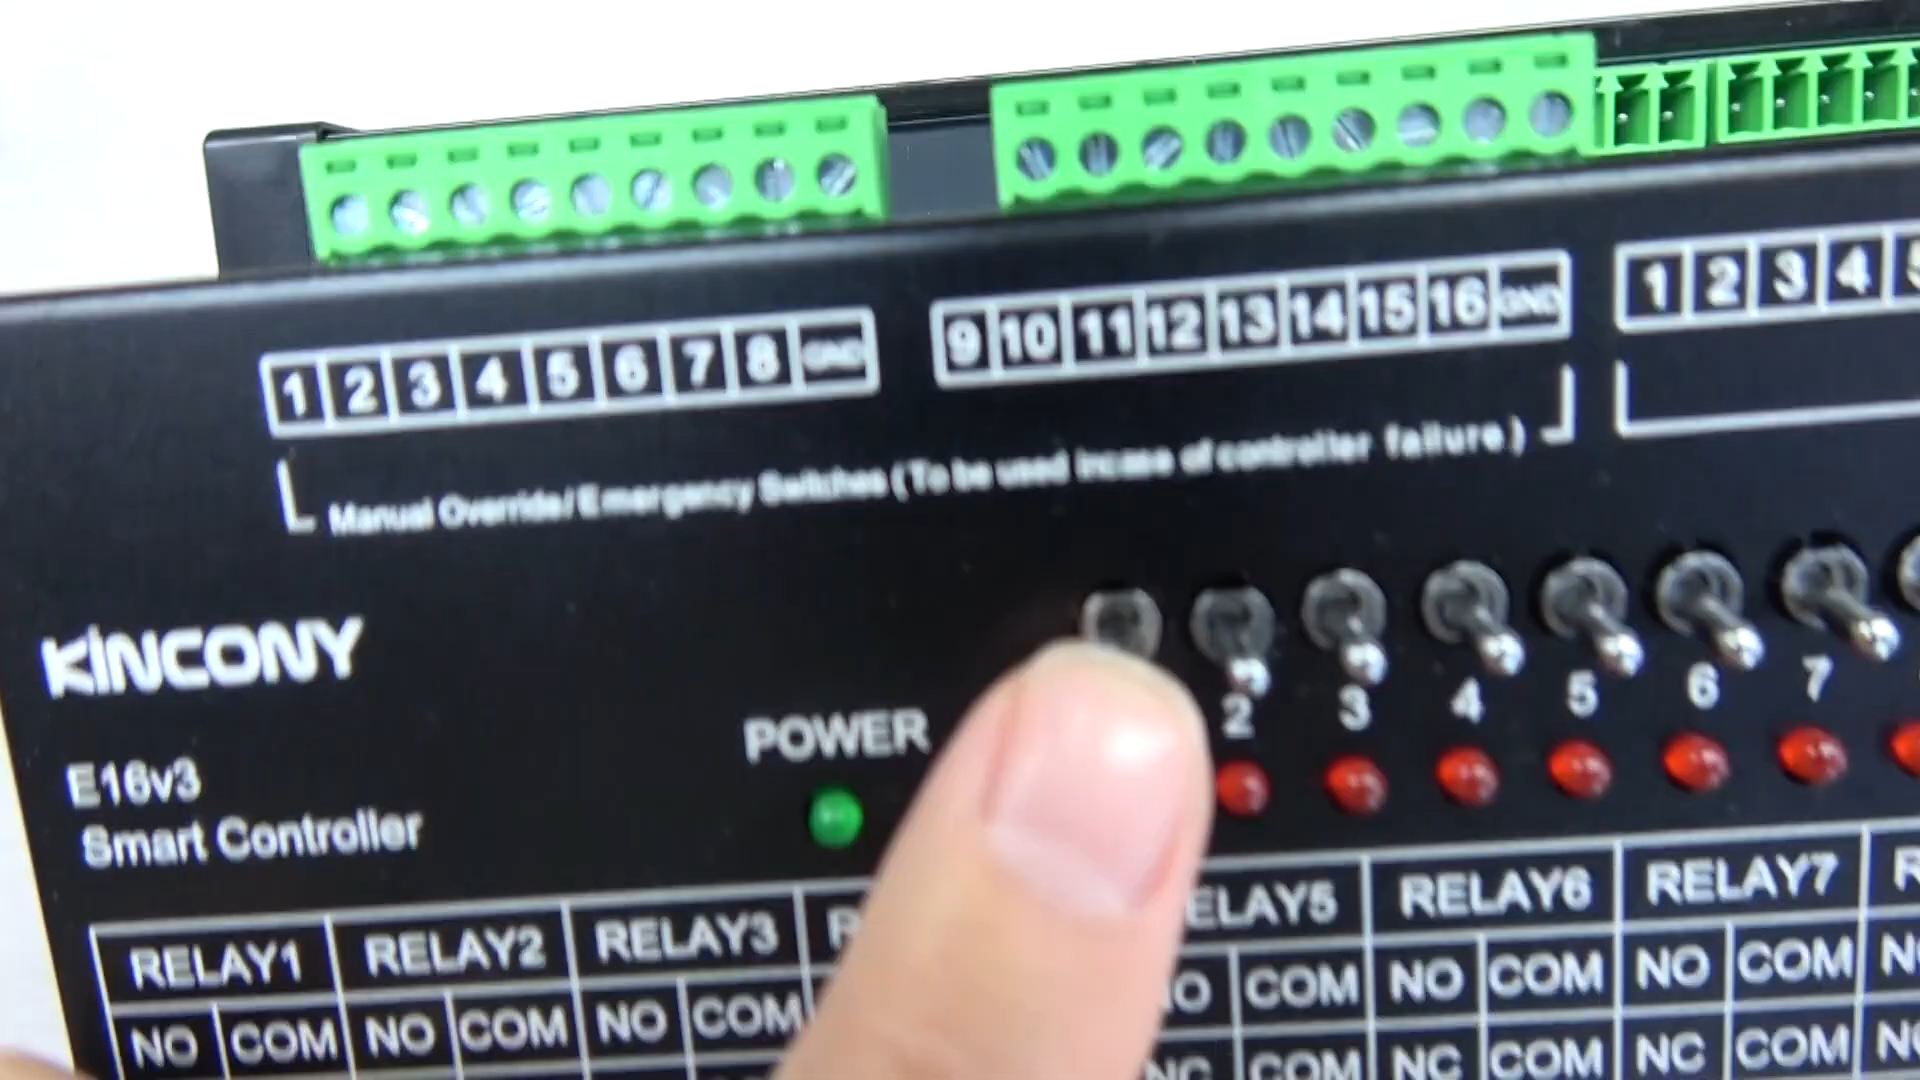 1 2 3 4 5 6 7 8 GND 9 10 11 12 13 14 15 16 GND 1 2 3 4
Manual Override/Emergency Switches (To be used incase of controller failure)
KINCONY
2 3 4 5 6 7
POWER
E16v3
Smart Controller
RELAY1 RELAY2 RELAY3 ELAY5 RELAY6 RELAY7
NO COM NO COM NO COM NO COM NO COM NO COM
NC COM NC COM NC COM